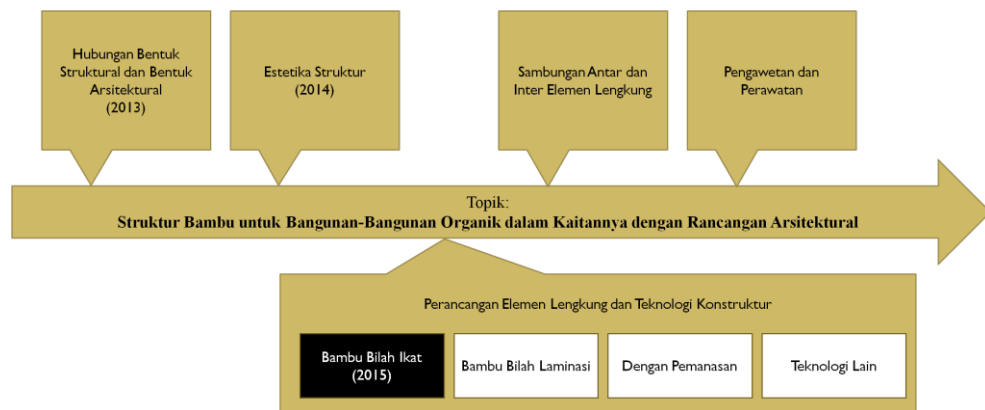 Hubungan Bentuk
Struktural dan Bentuk
Arsitektural
(2013)
Estetika Struktur
(2014)
Sambungan Antar dan
Inter Elemen Lengkung
Pengawetan dan
Perawatan
Topik:
Struktur Bambu untuk Bangunan-Bangunan Organik dalam Kaitannya dengan Rancangan Arsitektural
Perancangan Elemen Lengkung dan Teknologi Konstruktur
Bambu Bilah Ikat
(2015)
Bambu Bilah Laminasi
Dengan Pemanasan
Teknologi Lain